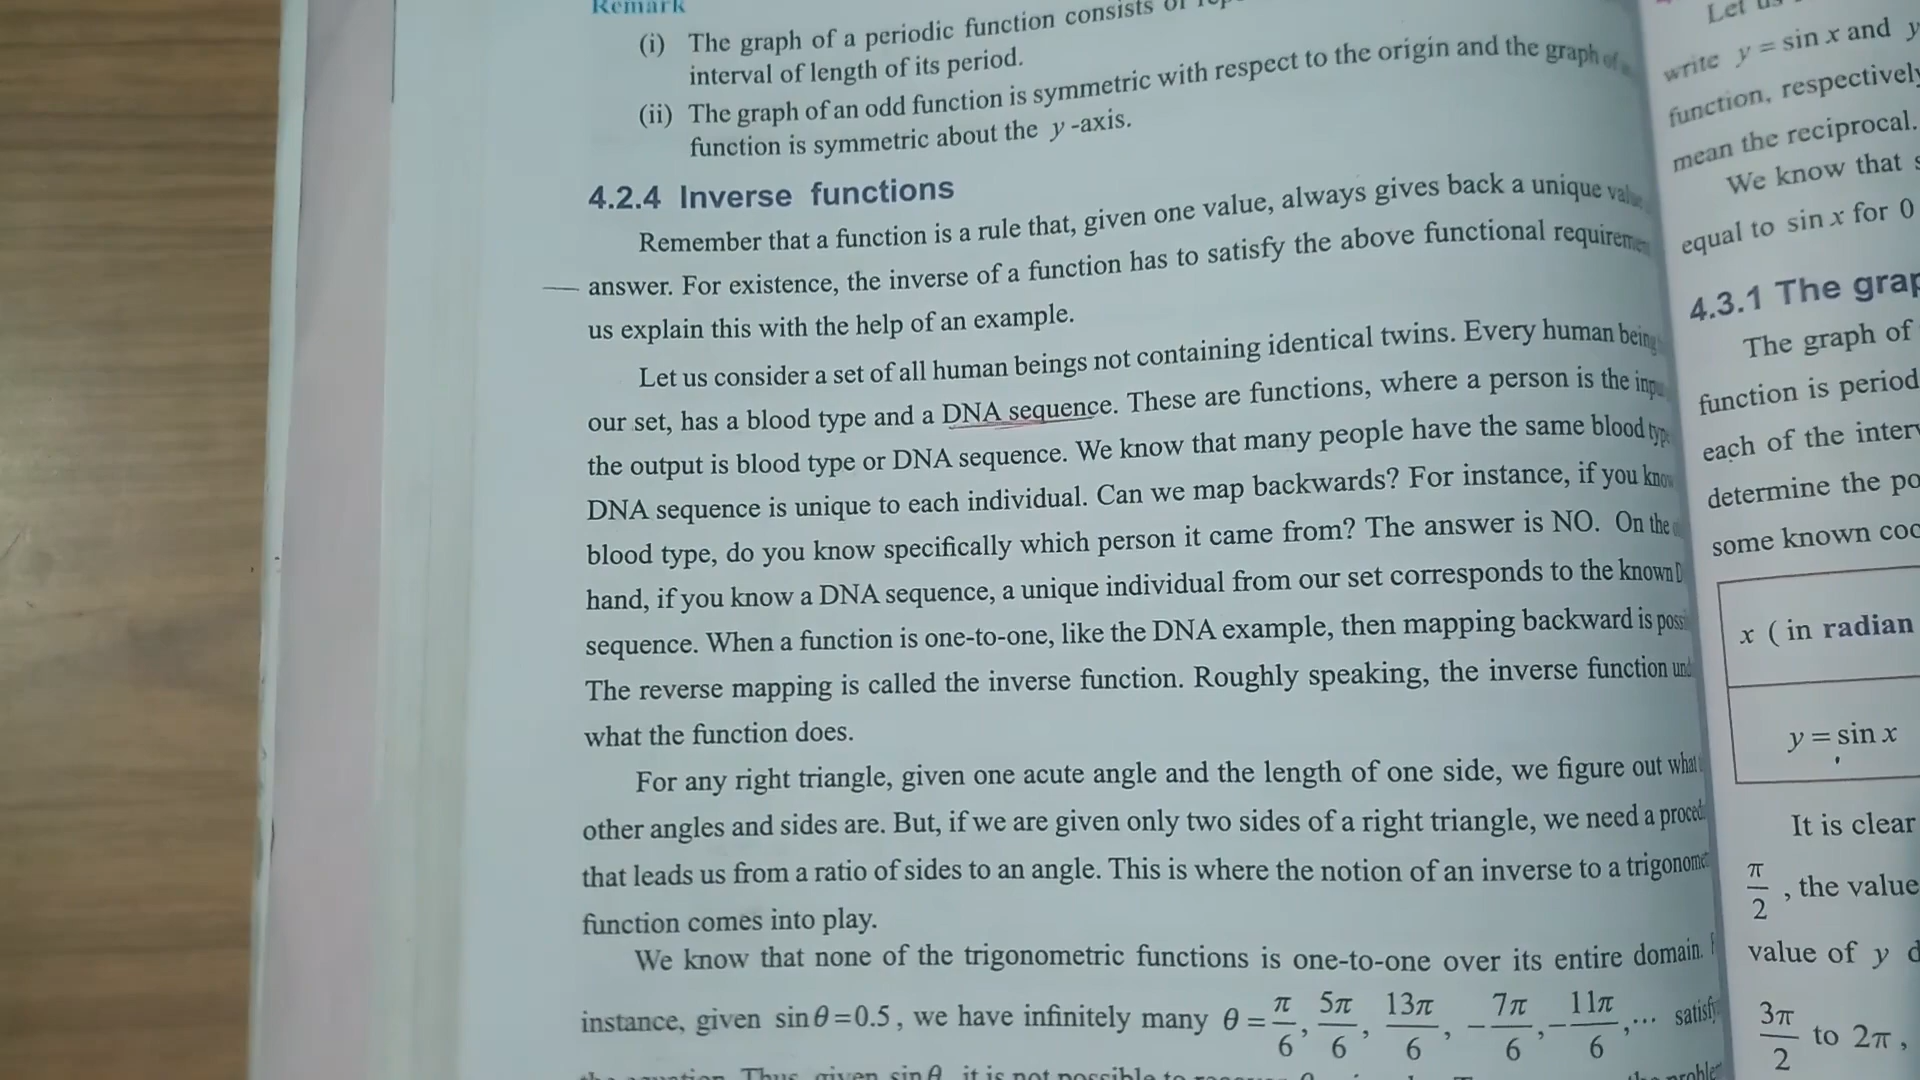 Remark
(i) The graph of a periodic function consists of
interval of length of its period.
(ii) The graph of an odd function is symmetric with respect to the origin and the graph of
function is symmetric about the y -axis.
4.2.4 Inverse functions
Remember that a function is a rule that, given one value, always gives back a unique
answer. For existence, the inverse of a function has to satisfy the above functional
us explain this with the help of an example.
Let us consider a set of all human beings not containing identical twins. Every human being
our set, has a blood type and a DNA sequence. These are functions, where a person is the
the output is blood type or DNA sequence. We know that many people have the same blood
DNA sequence is unique to each individual. Can we map backwards? For instance, if you know
blood type, do you know specifically which person it came from? The answer is NO. On the
hand, if you know a DNA sequence, a unique individual from our set corresponds to the known
sequence. When a function is one-to-one, like the DNA example, then mapping backward is
The reverse mapping is called the inverse function. Roughly speaking, the inverse function
what the function does.
For any right triangle, given one acute angle and the length of one side, we figure out what
other angles and sides are. But, if we are given only two sides of a right triangle, we need a
that leads us from a ratio of sides to an angle. This is where the notion of an inverse to a
function comes into play.
We know that none of the trigonometric functions is one-to-one over its entire domain.
instance, given sin θ = 0.5 , we have infinitely many θ = π/6, 5π/6, 13π/6, -7π/6, -11π/6, ...
Thus, given sin θ, it is not possible to
Let us
write y = sin x and y
function, respectively
mean the reciprocal.
We know that
equal to sin x for 0
4.3.1 The
The graph of
function is
each of the
determine the
some known
x ( in radian
y = sin x
It is clear
π/2 , the value
value of y
3π/2 to 2π ,